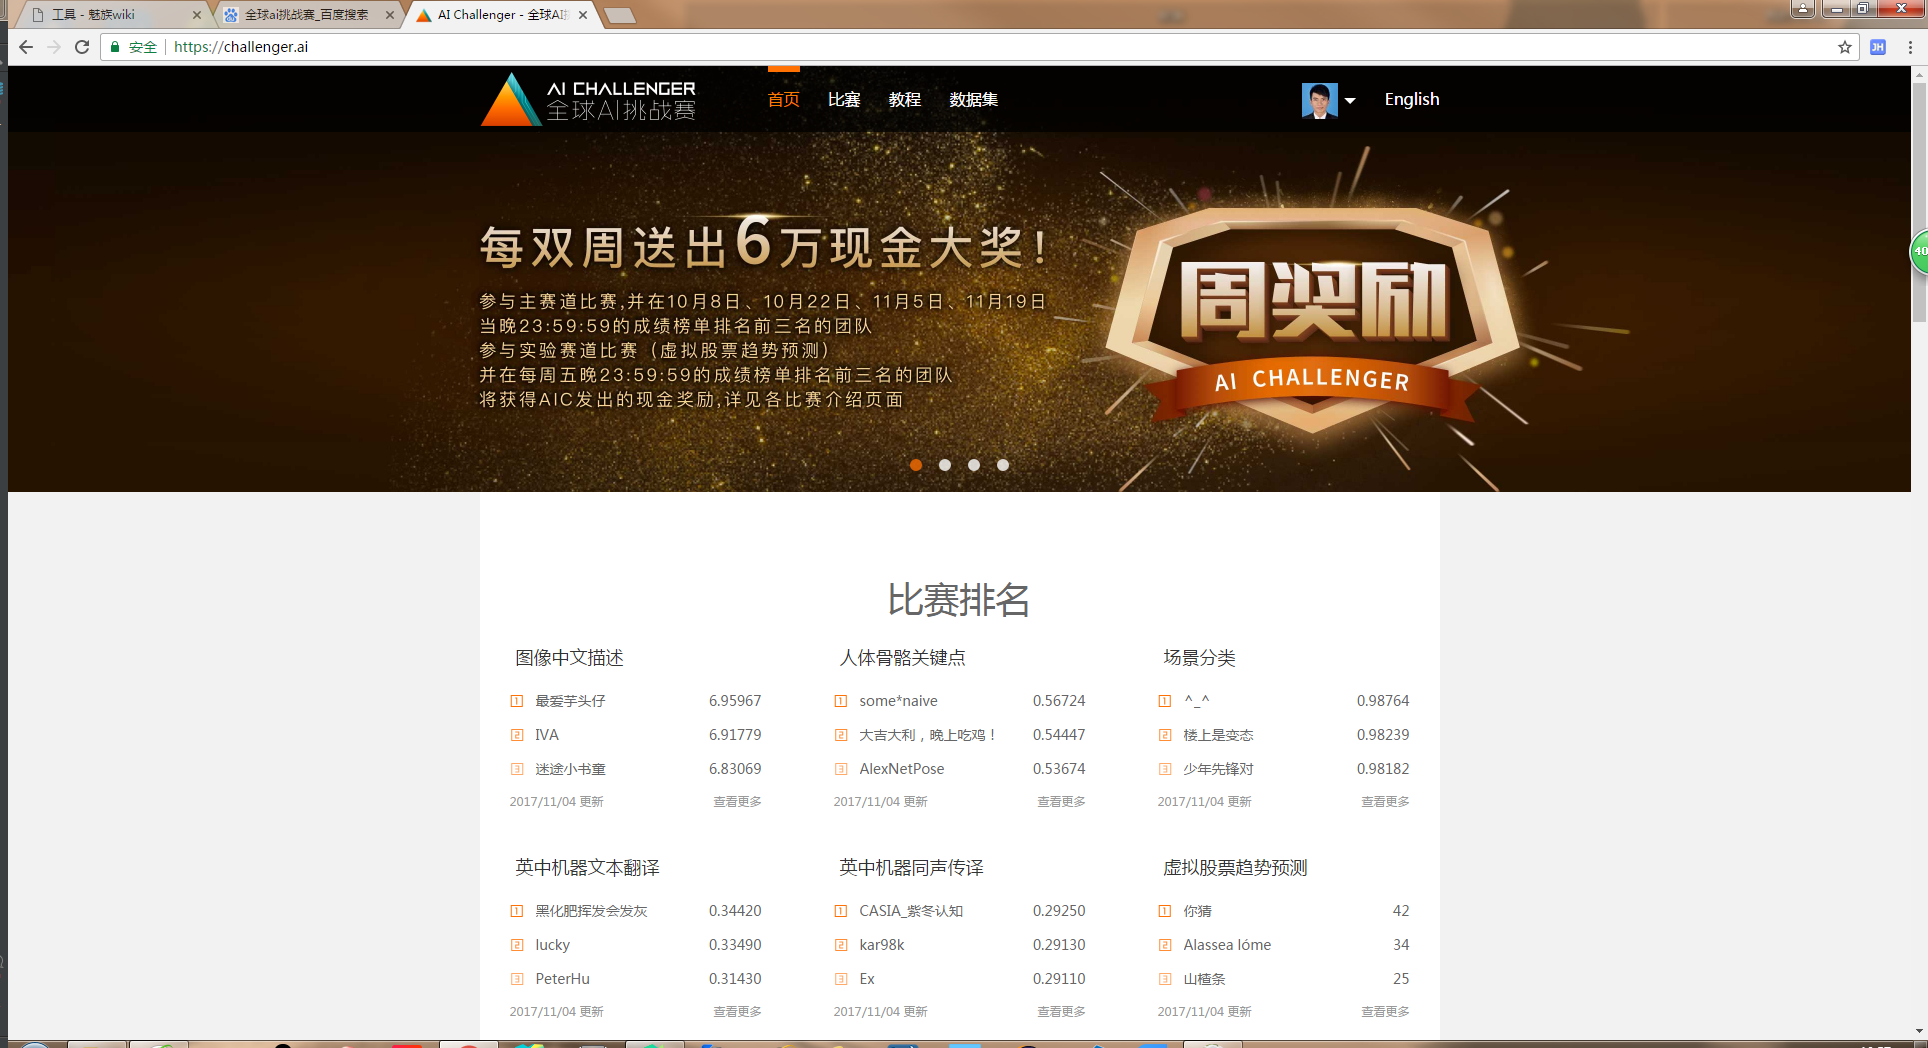 工具 - 魅族wiki
全球ai挑战赛_百度搜索
AI Challenger - 全球AI
安全
https://challenger.ai
JH
AI CHALLENGER
全球AI挑战赛
首页
比赛
教程
数据集
English
每双周送出6万现金大奖!
参与主赛道比赛,并在10月8日、10月22日、11月5日、11月19日
当晚23:59:59的成绩榜单排名前三名的团队
参与实验赛道比赛（虚拟股票趋势预测）
并在每周五晚23:59:59的成绩榜单排名前三名的团队
将获得AIC发出的现金奖励,详见各比赛介绍页面
周奖励
AI CHALLENGER
比赛排名
图像中文描述
1 最爱芋头仔 6.95967
2 IVA 6.91779
3 迷途小书童 6.83069
2017/11/04 更新 查看更多
人体骨骼关键点
1 some*naive 0.56724
2 大吉大利，晚上吃鸡！ 0.54447
3 AlexNetPose 0.53674
2017/11/04 更新 查看更多
场景分类
1 ^_^ 0.98764
2 楼上是变态 0.98239
3 少年先锋对 0.98182
2017/11/04 更新 查看更多
英中机器文本翻译
1 黑化肥挥发会发灰 0.34420
2 lucky 0.33490
3 PeterHu 0.31430
2017/11/04 更新 查看更多
英中机器同声传译
1 CASIA_紫冬认知 0.29250
2 kar98k 0.29130
3 Ex 0.29110
2017/11/04 更新 查看更多
虚拟股票趋势预测
1 你猜 42
2 Alassea lóme 34
3 山楂条 25
2017/11/04 更新 查看更多